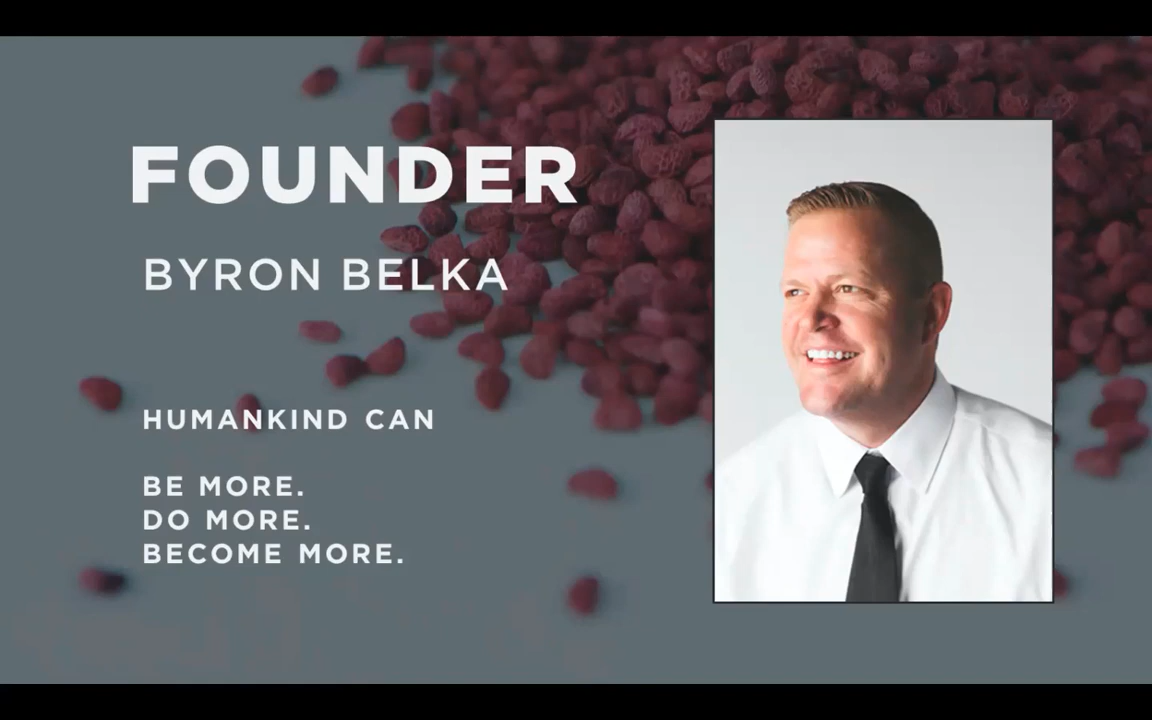 FOUNDER
BYRON BELKA
HUMANKIND CAN
BE MORE.
DO MORE.
BECOME MORE.